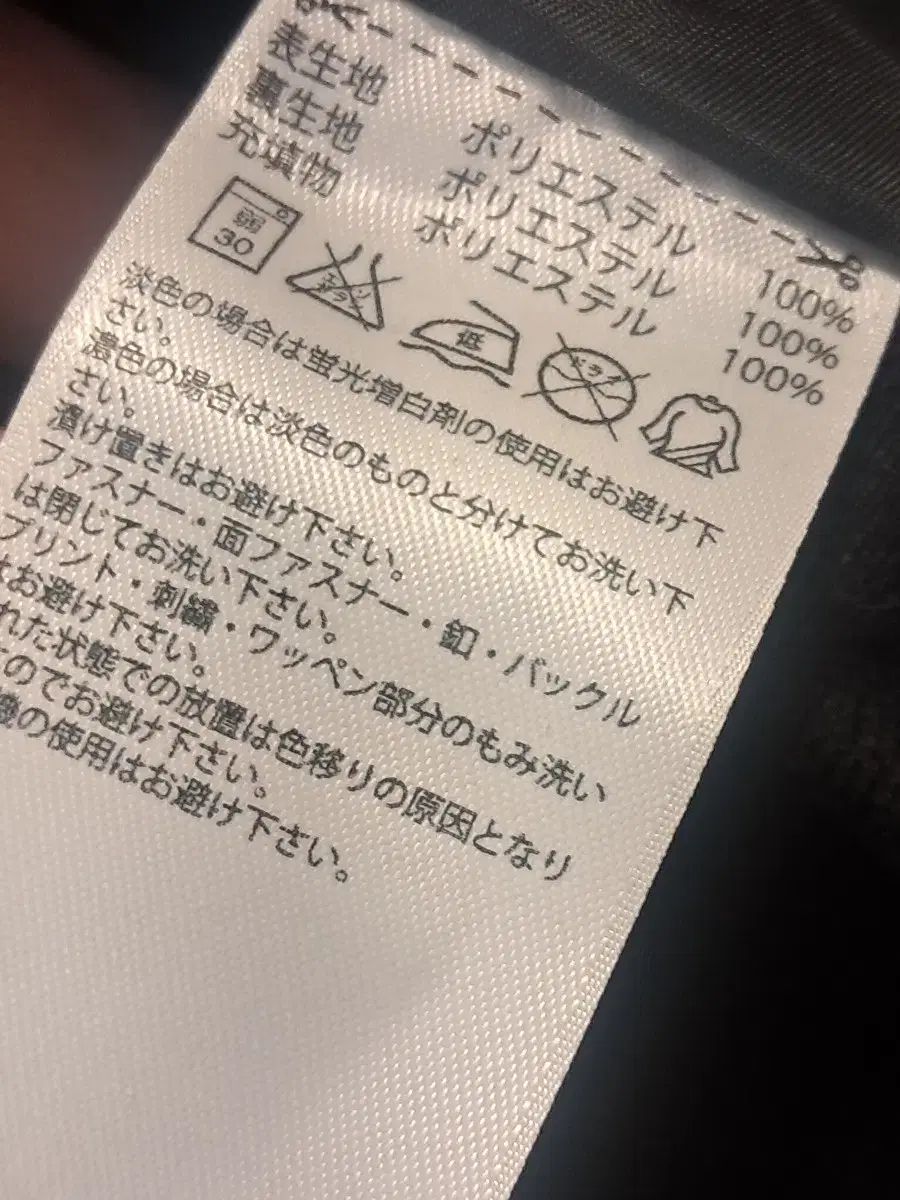 表生地 ポリエステル 100%
裏生地 ポリエステル 100%
充填物 ポリエステル 100%
弱 30 エンソ サラシ 低 ドライ
淡色の場合は蛍光増白剤の使用はお避け下
さい。
濃色の場合は淡色のものと分けてお洗い下
さい。
漬け置きはお避け下さい。
ファスナー・面ファスナー・釦・バックル
は閉じてお洗い下さい。
プリント・刺繍・ワッペン部分のもみ洗い
はお避け下さい。
れた状態での放置は色移りの原因となり
のでお避け下さい。
機の使用はお避け下さい。